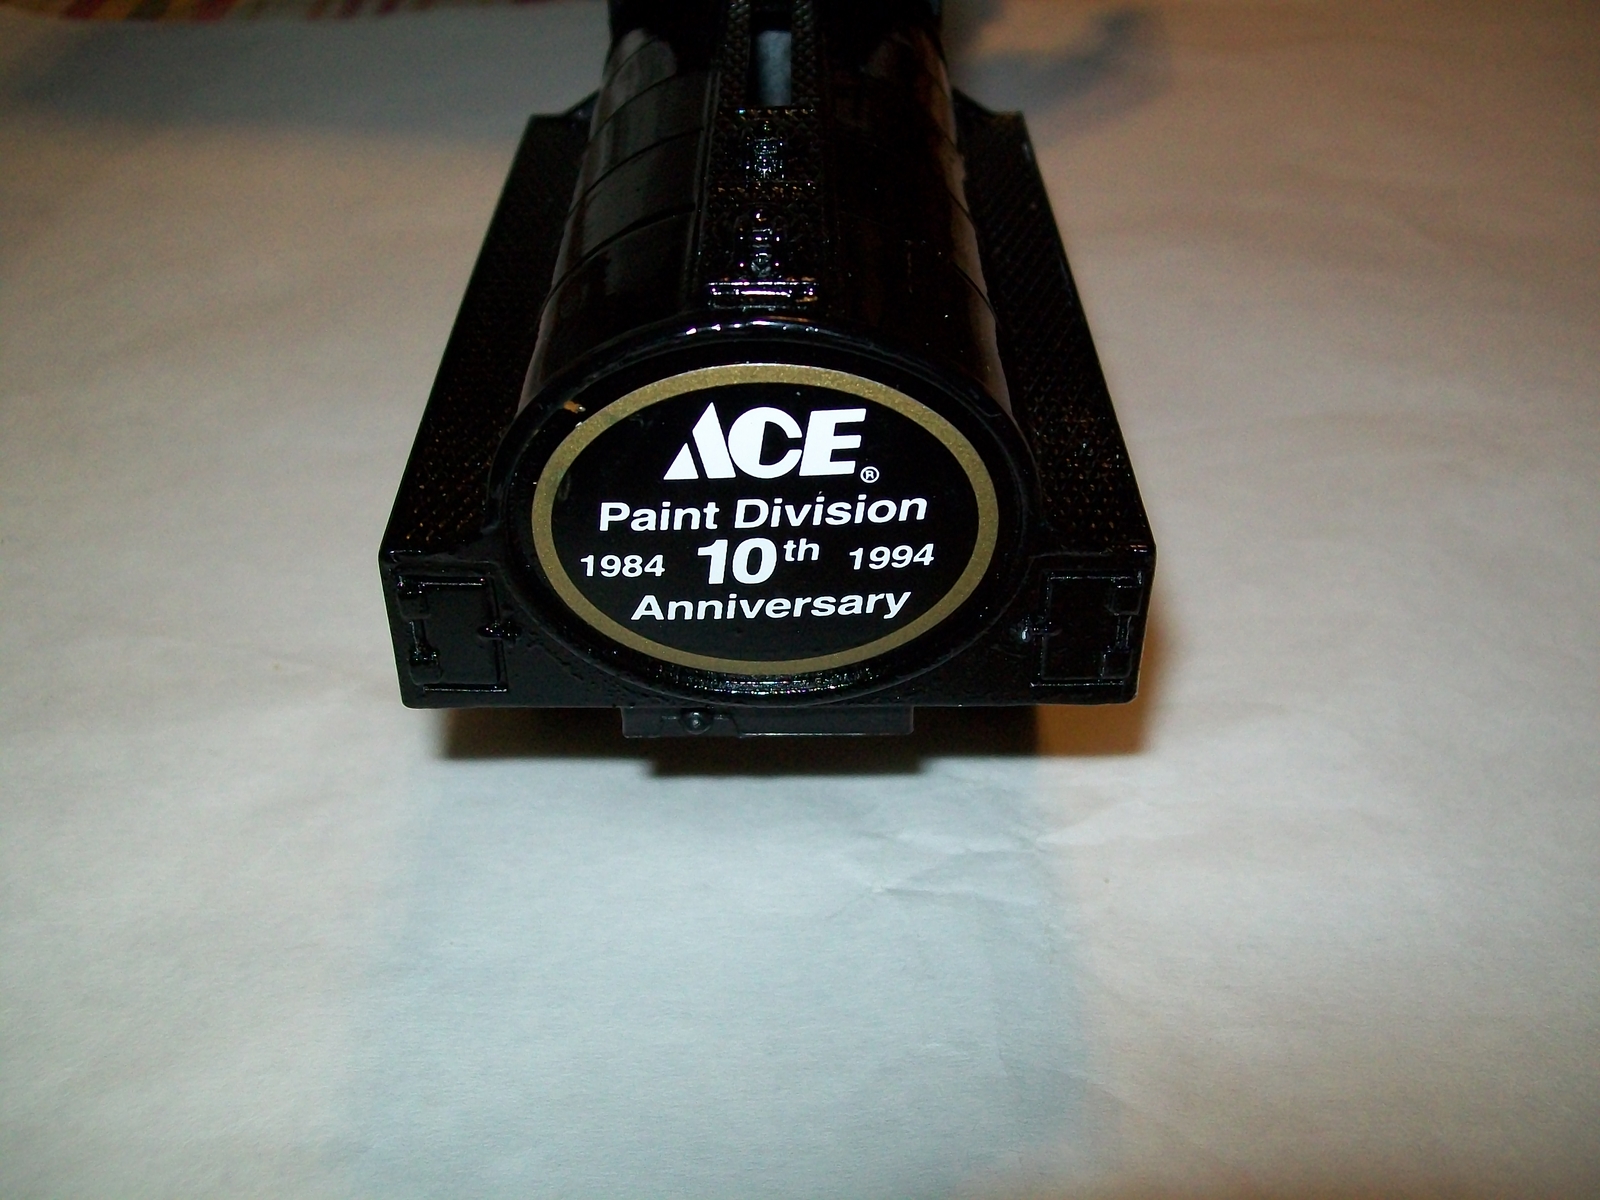 ACE®
Paint Division
1984 10th 1994
Anniversary